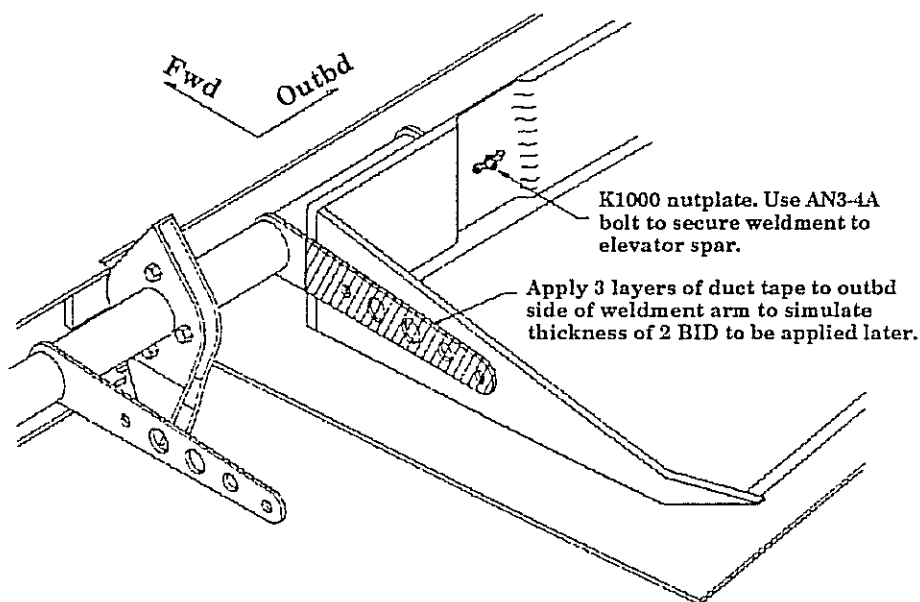 Fwd
Outbd
K1000 nutplate. Use AN3-4A
bolt to secure weldment to
elevator spar.
Apply 3 layers of duct tape to outbd
side of weldment arm to simulate
thickness of 2 BID to be applied later.